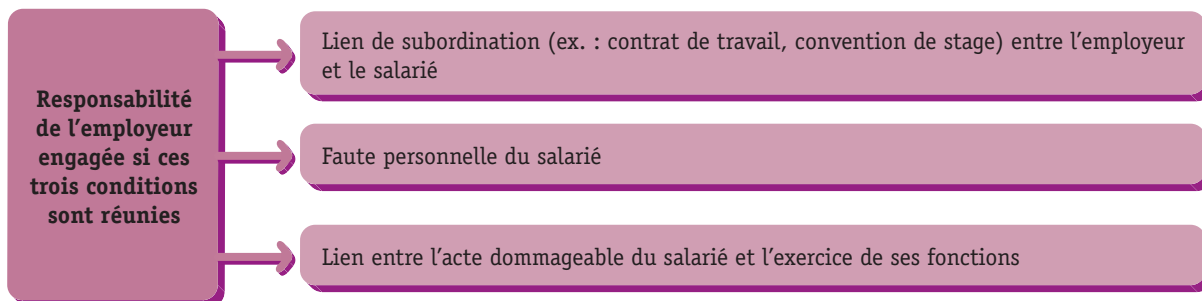 Responsabilité
de l'employeur
engagée si ces
trois conditions
sont réunies
Lien de subordination (ex. : contrat de travail, convention de stage) entre l'employeur
et le salarié
Faute personnelle du salarié
Lien entre l'acte dommageable du salarié et l'exercice de ses fonctions